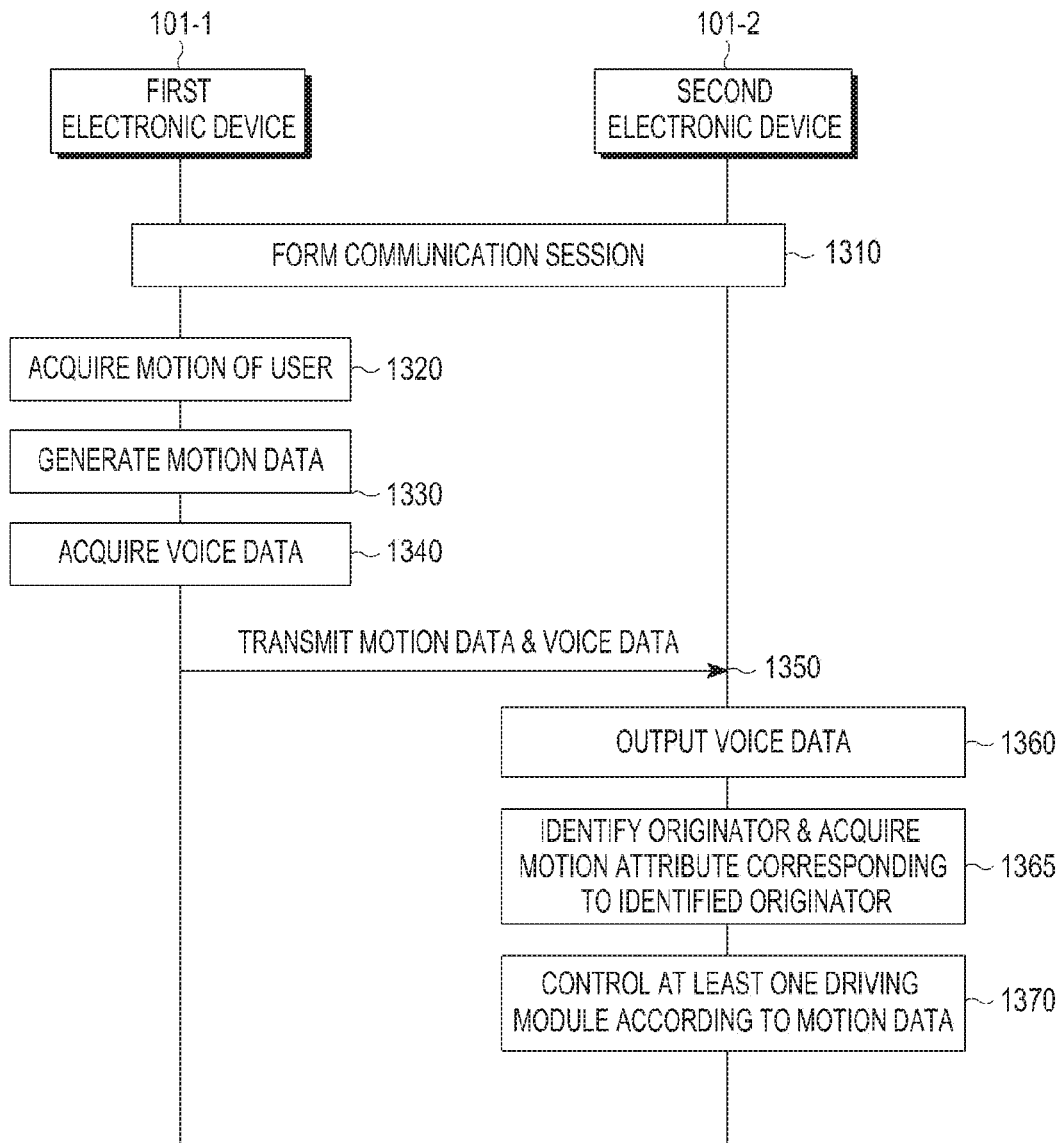 101-1
101-2
FIRST
ELECTRONIC DEVICE
SECOND
ELECTRONIC DEVICE
FORM COMMUNICATION SESSION
1310
ACQUIRE MOTION OF USER
1320
GENERATE MOTION DATA
1330
ACQUIRE VOICE DATA
1340
TRANSMIT MOTION DATA & VOICE DATA
1350
OUTPUT VOICE DATA
1360
IDENTIFY ORIGINATOR & ACQUIRE
MOTION ATTRIBUTE CORRESPONDING
TO IDENTIFIED ORIGINATOR
1365
CONTROL AT LEAST ONE DRIVING
MODULE ACCORDING TO MOTION DATA
1370